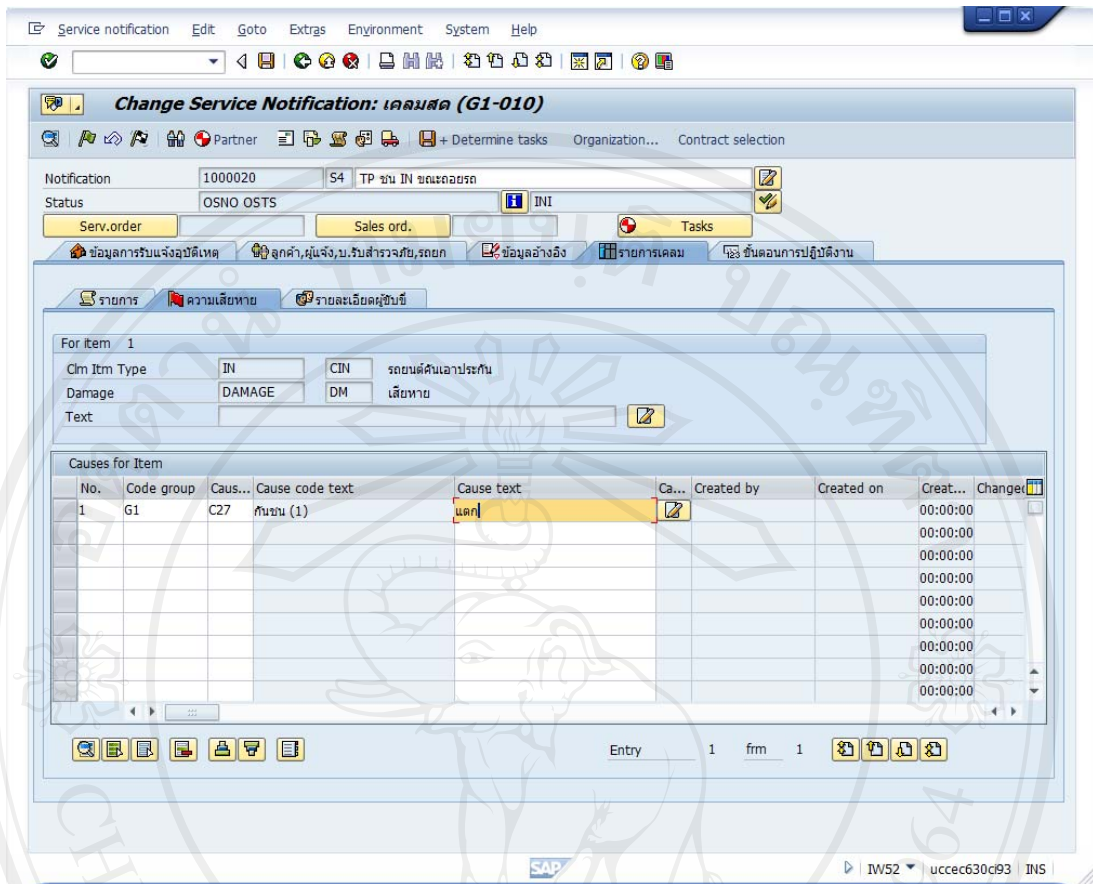 Service notification Edit Goto Extras Environment System Help
Change Service Notification: เคลมสด (G1-010)
Partner + Determine tasks Organization... Contract selection
Notification 1000020 S4 TP ชน IN ขณะถอยรถ
Status OSNO OSTS INI
Serv.order Sales ord. Tasks
ข้อมูลการรับแจ้งอุบัติเหตุ ลูกค้า,ผู้แจ้ง,บ.รับสำรวจภัย,รถยก ข้อมูลอ้างอิง รายการเคลม ขั้นตอนการปฏิบัติงาน
รายการ ความเสียหาย รายละเอียดผู้ขับขี่
For item 1
Clm Itm Type IN CIN รถยนต์คันเอาประกัน
Damage DAMAGE DM เสียหาย
Text
Causes for Item
No. Code group Caus... Cause code text Cause text Ca... Created by Created on Creat... Change
1 G1 C27 กันชน (1) แตก 00:00:00
00:00:00
00:00:00
00:00:00
00:00:00
00:00:00
00:00:00
00:00:00
00:00:00
Entry 1 frm 1
SAP IW52 uccec630ci93 INS